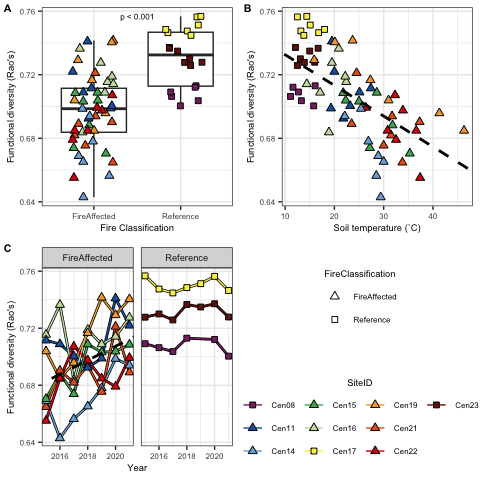 A
p < 0.001
Functional diversity (Rao's)
0.76
0.72
0.68
0.64
FireAffected
Reference
Fire Classification
B
Functional diversity (Rao's)
0.76
0.72
0.68
0.64
10
20
30
40
Soil temperature (˚C)
C
FireAffected
Reference
Functional diversity (Rao's)
0.76
0.72
0.68
0.64
2016
2018
2020
2016
2018
2020
Year
FireClassification
FireAffected
Reference
SiteID
Cen08
Cen15
Cen19
Cen23
Cen11
Cen16
Cen21
Cen14
Cen17
Cen22